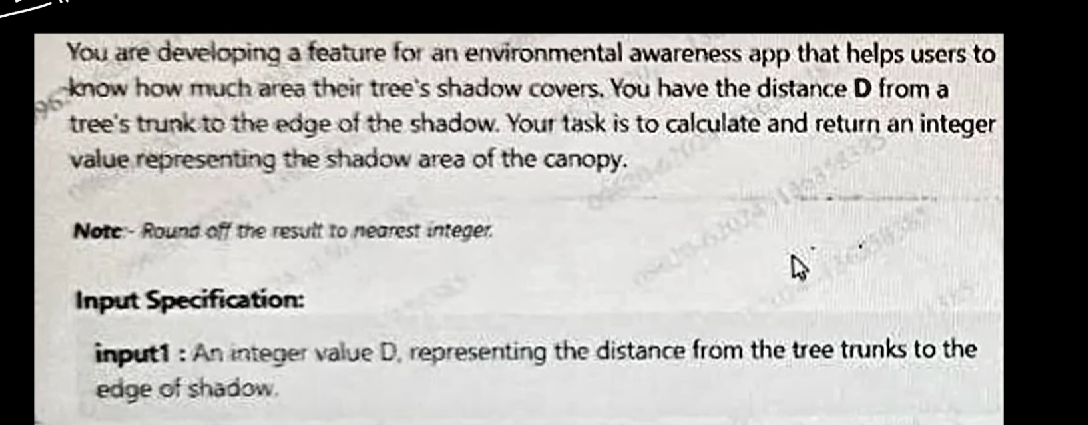 You are developing a feature for an environmental awareness app that helps users to
know how much area their tree's shadow covers. You have the distance D from a
tree's trunk to the edge of the shadow. Your task is to calculate and return an integer
value representing the shadow area of the canopy.
Note:- Round off the result to nearest integer.
Input Specification:
input1 : An integer value D, representing the distance from the tree trunks to the
edge of shadow.